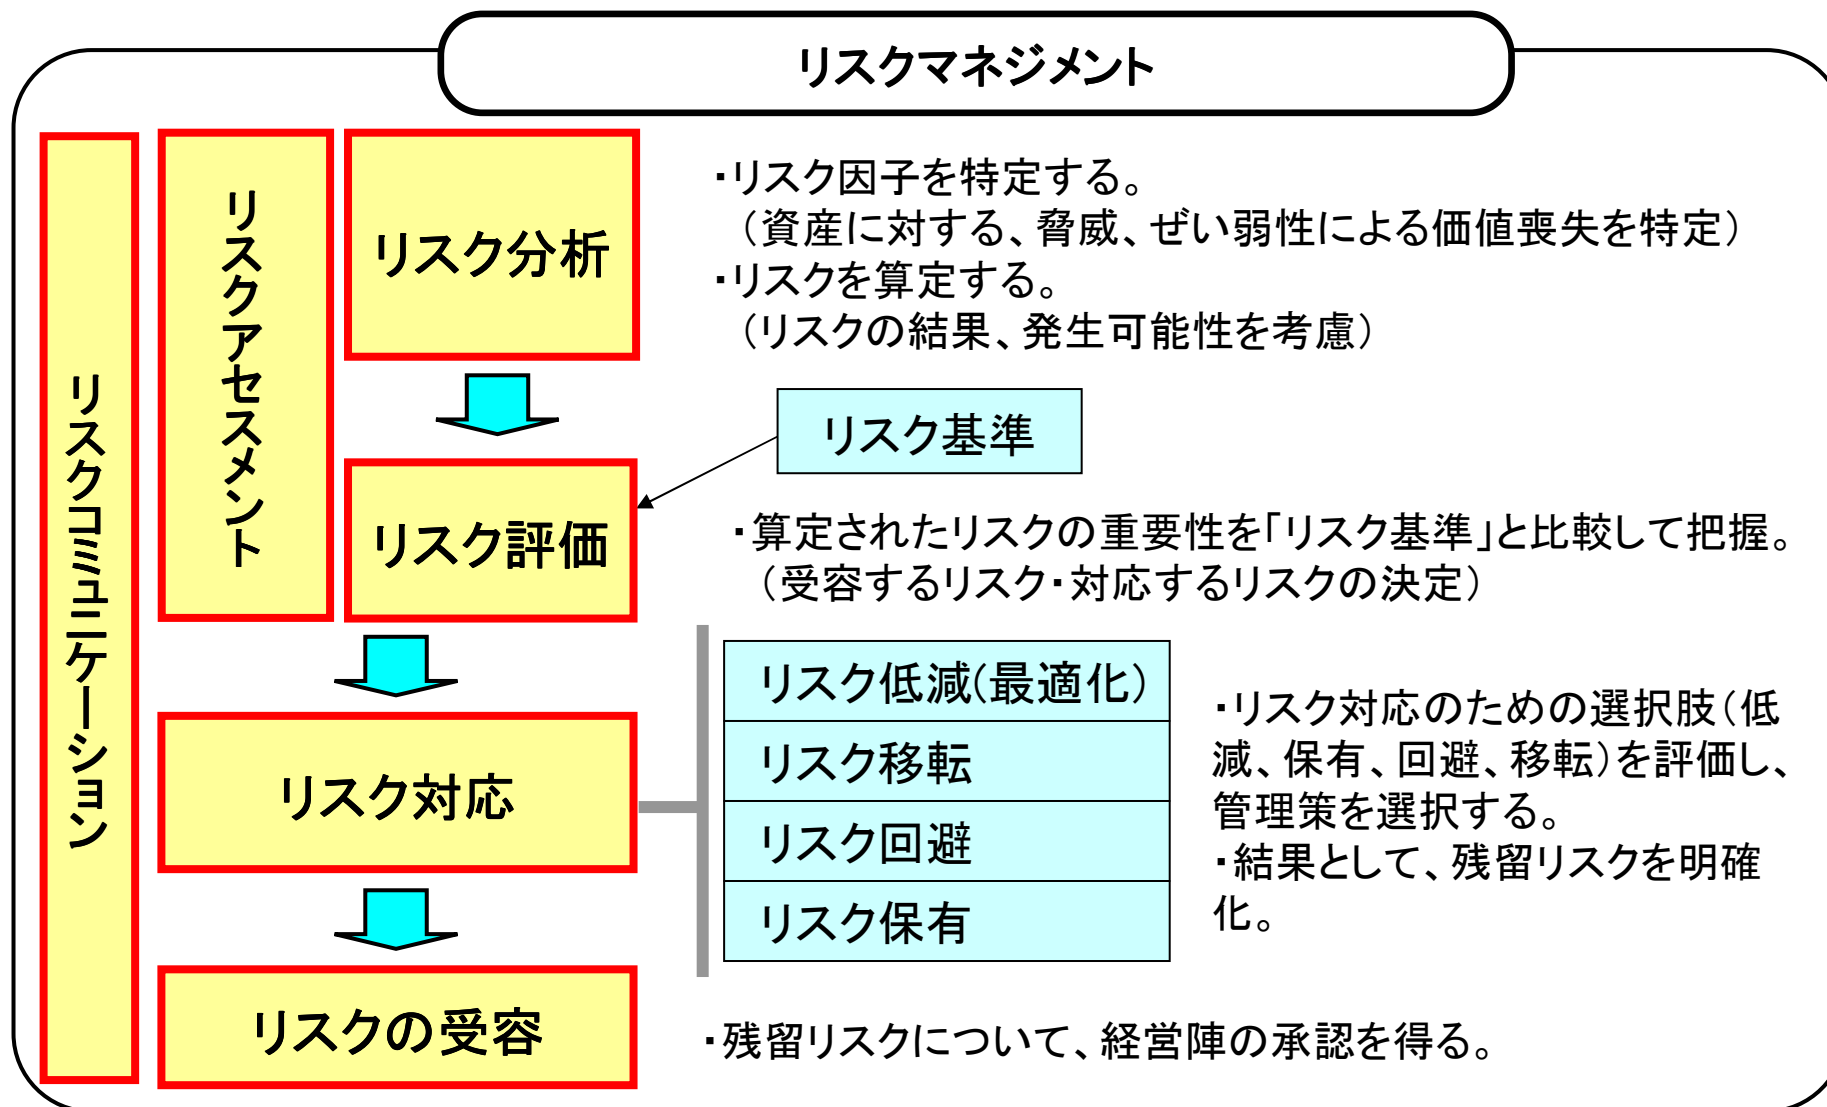 リスクマネジメント
リスクコミュニケーション
リスクアセスメント
リスク分析
・リスク因子を特定する。
（資産に対する、脅威、ぜい弱性による価値喪失を特定）
・リスクを算定する。
（リスクの結果、発生可能性を考慮）
リスク基準
リスク評価
・算定されたリスクの重要性を「リスク基準」と比較して把握。
（受容するリスク・対応するリスクの決定）
リスク対応
リスク低減(最適化)
リスク移転
リスク回避
リスク保有
・リスク対応のための選択肢（低
減、保有、回避、移転）を評価し、
管理策を選択する。
・結果として、残留リスクを明確
化。
リスクの受容
・残留リスクについて、経営陣の承認を得る。